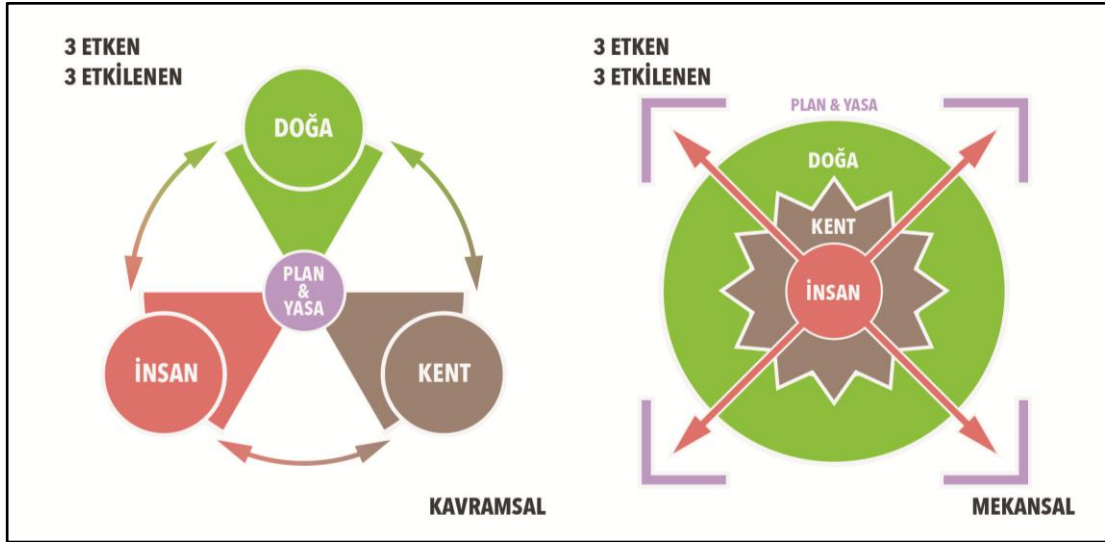 3 ETKEN
3 ETKİLENEN
DOĞA
PLAN
&
YASA
İNSAN
KENT
KAVRAMSAL
3 ETKEN
3 ETKİLENEN
PLAN & YASA
DOĞA
KENT
İNSAN
MEKANSAL